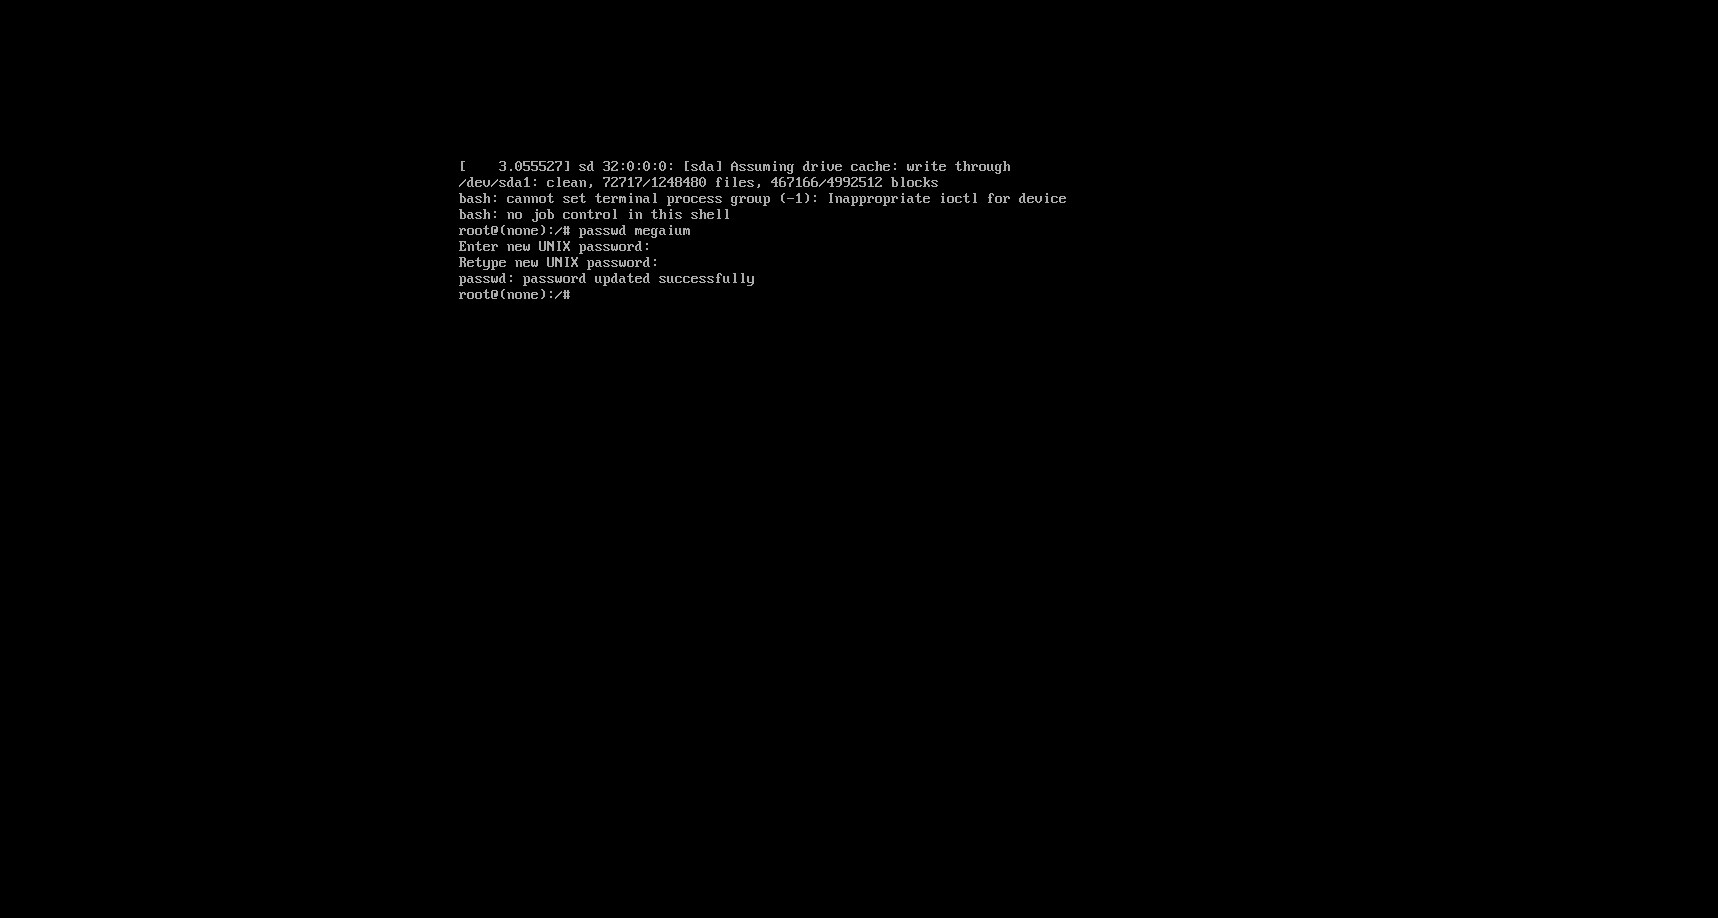 [    3.055527] sd 32:0:0:0: [sda] Assuming drive cache: write through
/dev/sda1: clean, 72717/1248480 files, 467166/4992512 blocks
bash: cannot set terminal process group (-1): Inappropriate ioctl for device
bash: no job control in this shell
root@(none):/# passwd megaium
Enter new UNIX password:
Retype new UNIX password:
passwd: password updated successfully
root@(none):/#